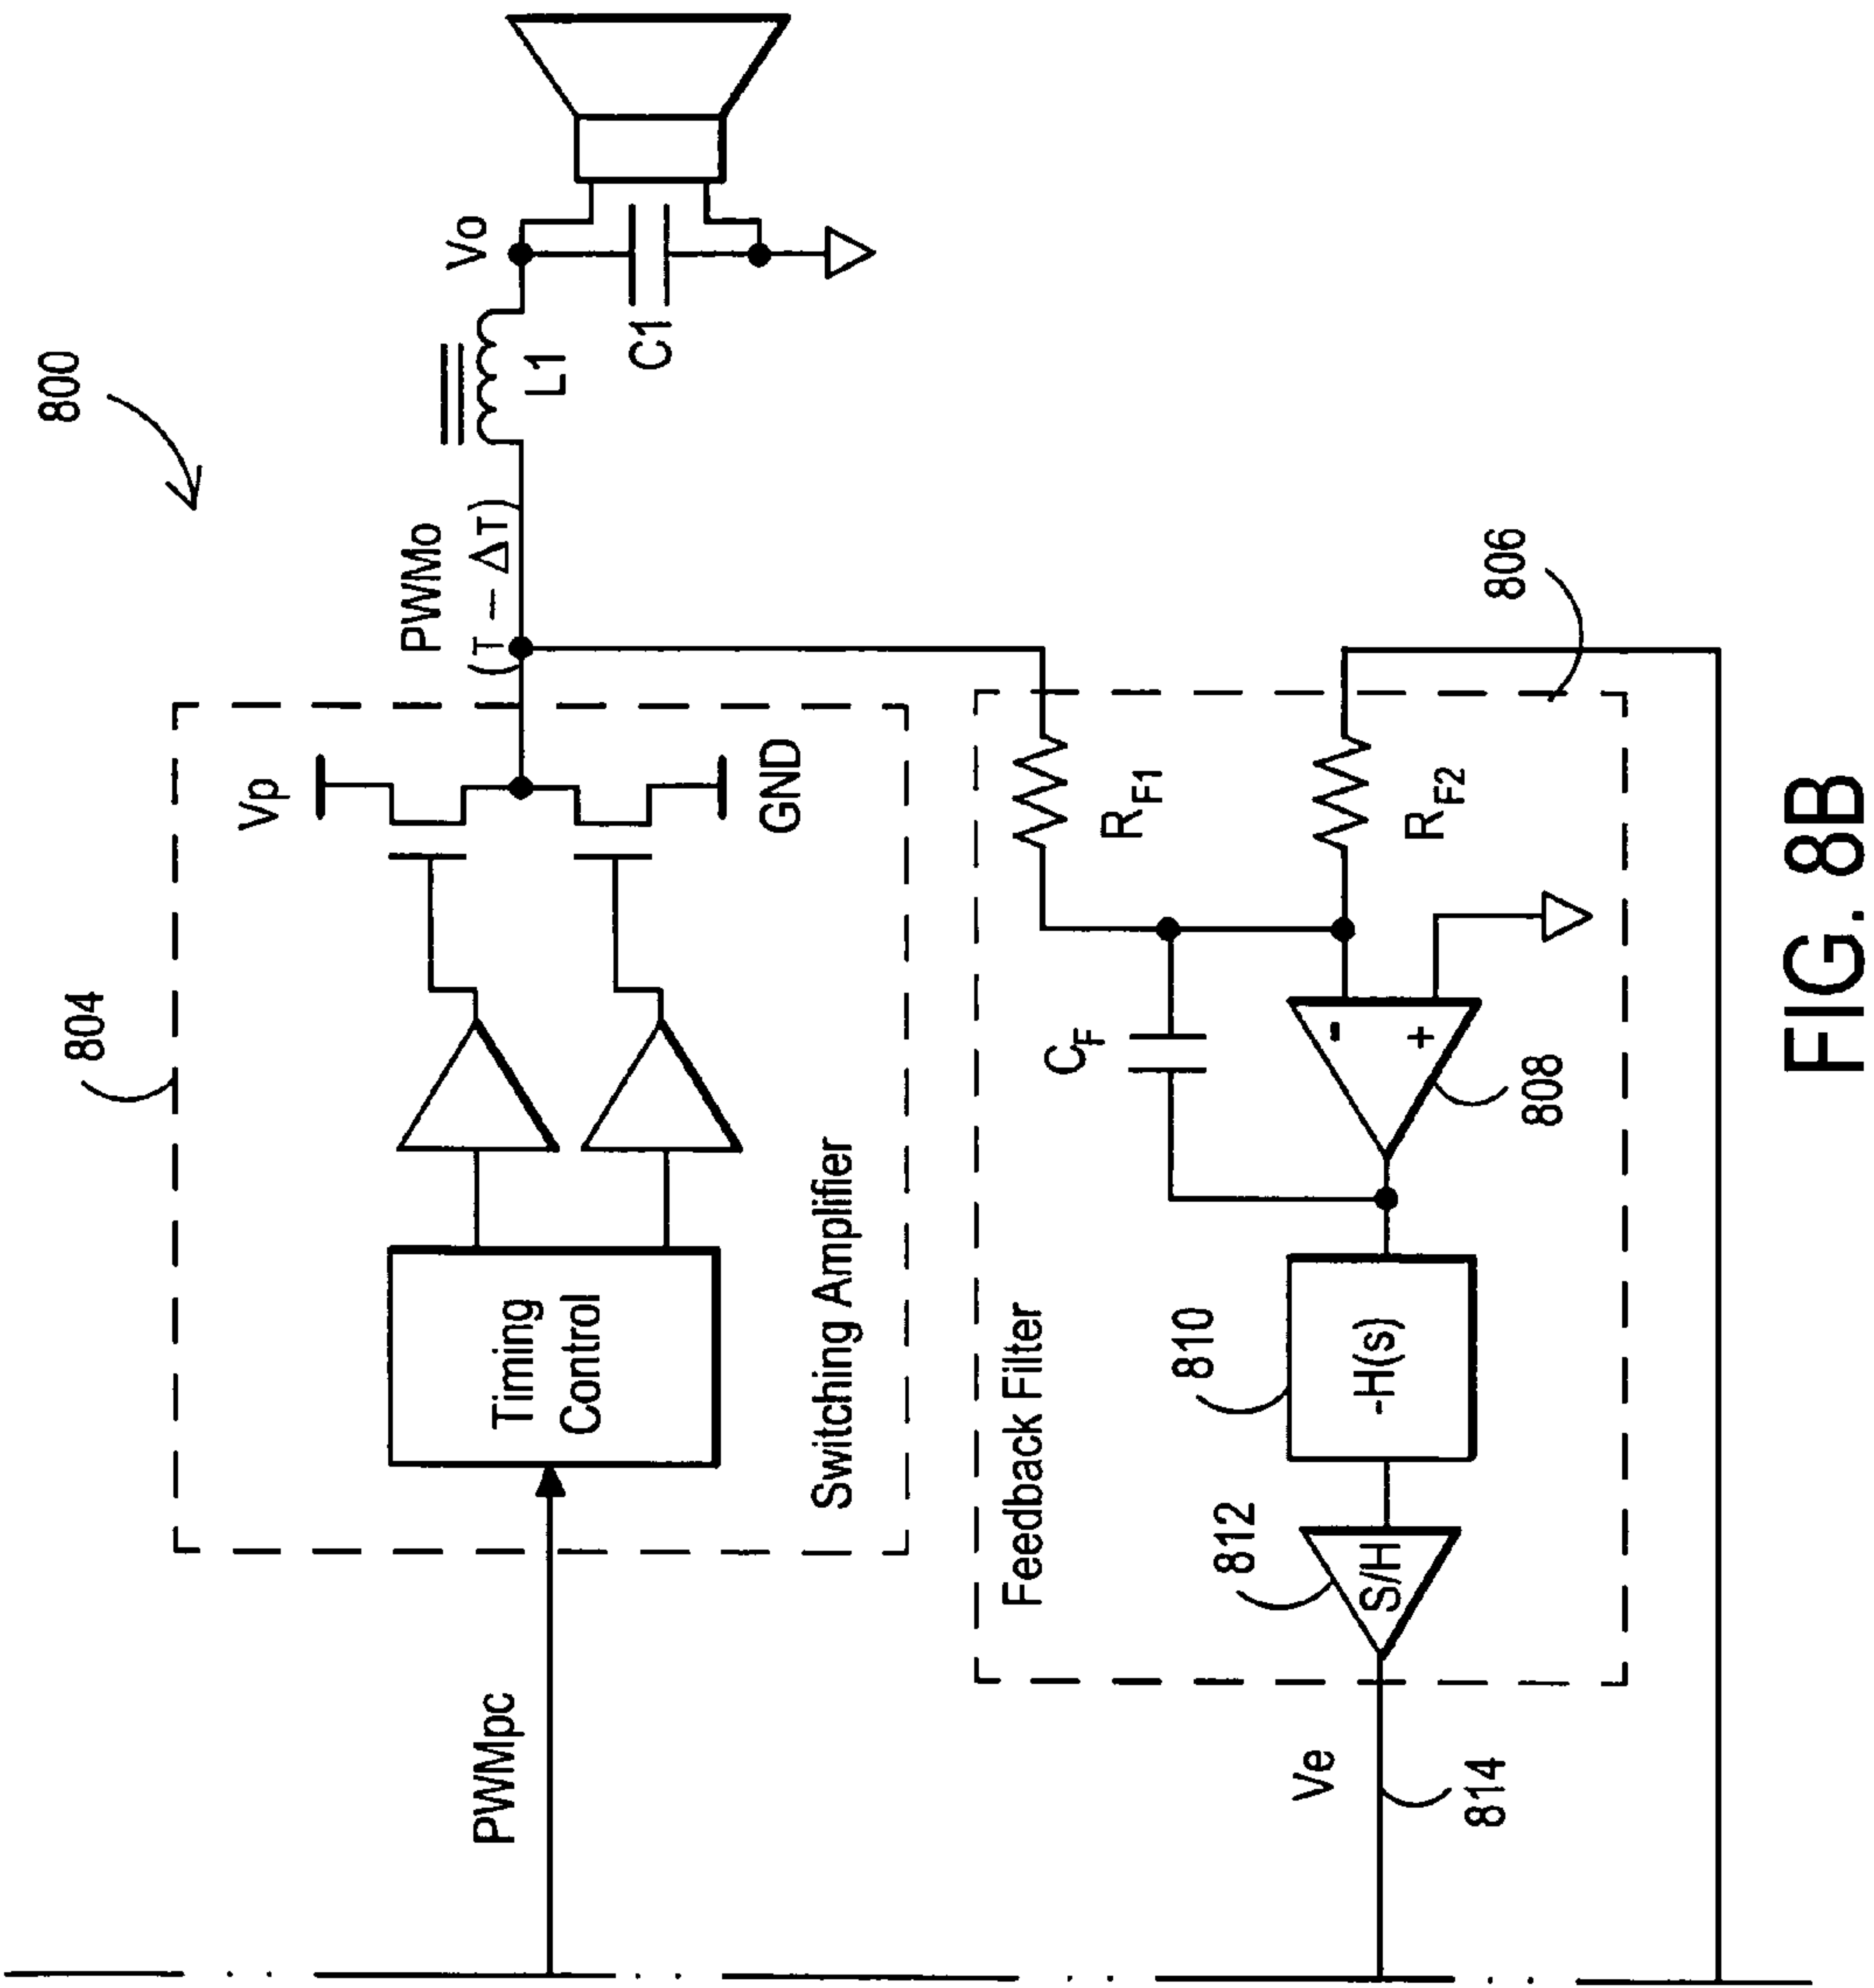 800
804
PWMpc
Timing
Control
Switching Amplifier
Vp
GND
PWMo
(T – ΔT)
L1
Vo
C1
Feedback Filter
806
RF1
RF2
CF
-
+
808
810
-H(s)
812
S/H
Ve
814
FIG. 8B